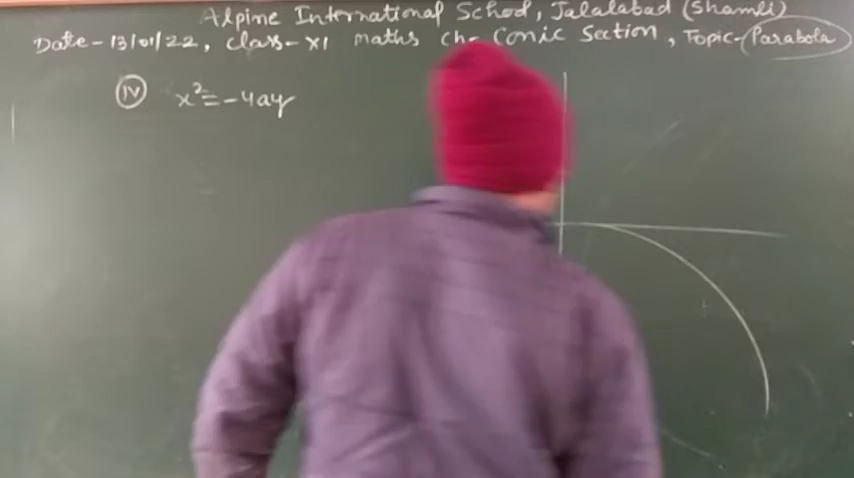 Alpine International School, Jalalabad (Shamli)
Date-13/01/22, Class-XI maths ch- Conic Section, Topic-Parabola
(iv) x²=-4ay